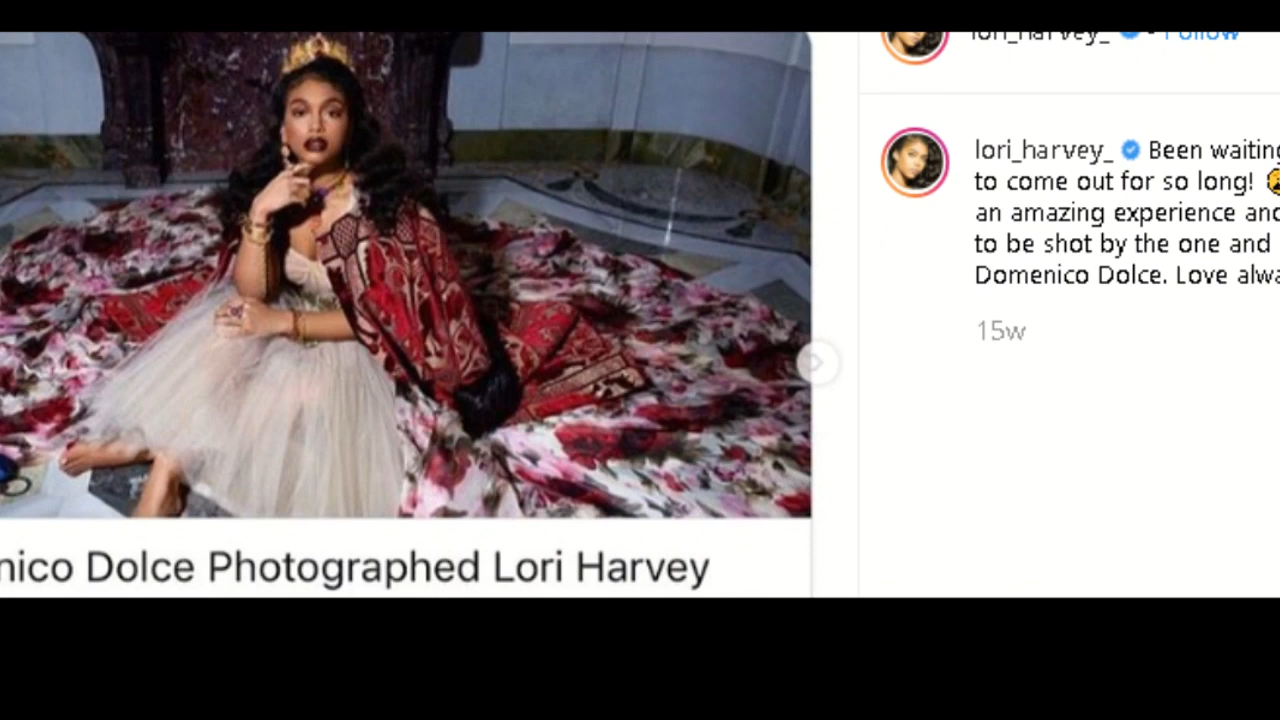 lori_harvey_ • Follow
lori_harvey_ Been waiting
to come out for so long!
an amazing experience and
to be shot by the one and
Domenico Dolce. Love alwa
15w
nico Dolce Photographed Lori Harvey